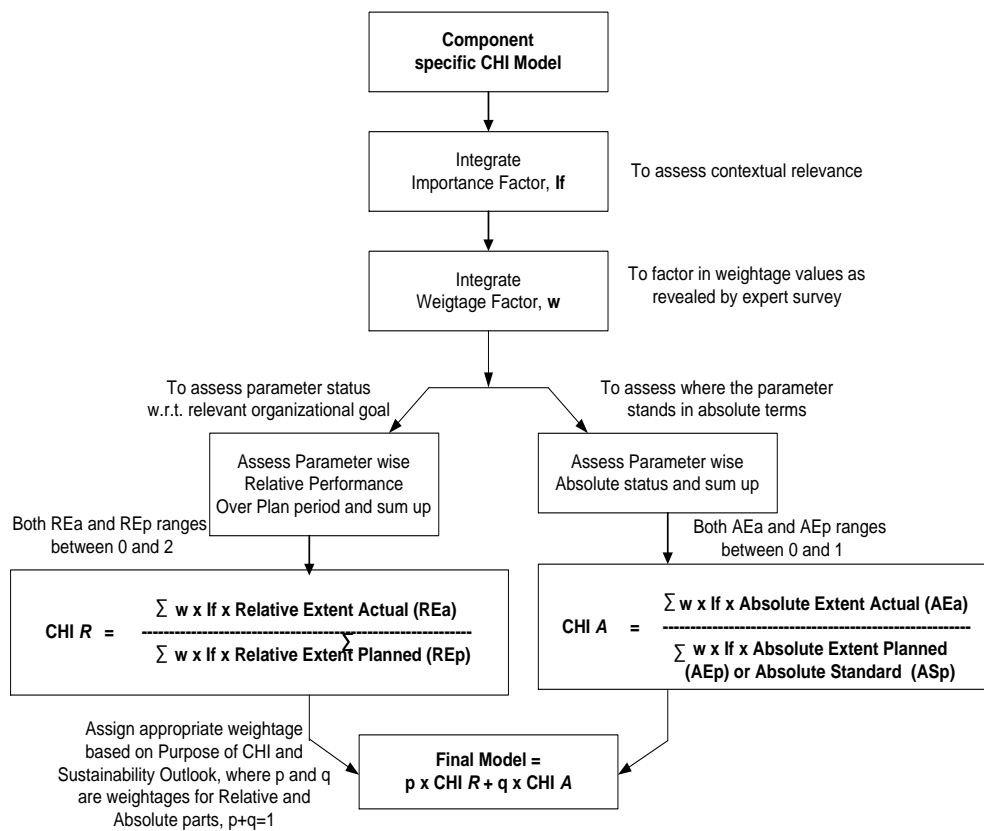 Component
specific CHI Model
Integrate
Importance Factor, If
To assess contextual relevance
Integrate
Weigtage Factor, w
To factor in weightage values as
revealed by expert survey
To assess parameter status
w.r.t. relevant organizational goal
To assess where the parameter
stands in absolute terms
Assess Parameter wise
Relative Performance
Over Plan period and sum up
Assess Parameter wise
Absolute status and sum up
Both REa and REp ranges
between 0 and 2
Both AEa and AEp ranges
between 0 and 1
∑ w x If x Relative Extent Actual (REa)
CHI R = ----------------------------------------------------
∑
∑ w x If x Relative Extent Planned (REp)
∑ w x If x Absolute Extent Actual (AEa)
CHI A = ----------------------------------------------------
∑ w x If x Absolute Extent Planned
(AEp) or Absolute Standard (ASp)
Assign appropriate weightage
based on Purpose of CHI and
Sustainability Outlook, where p and q
are weightages for Relative and
Absolute parts, p+q=1
Final Model =
p x CHI R + q x CHI A